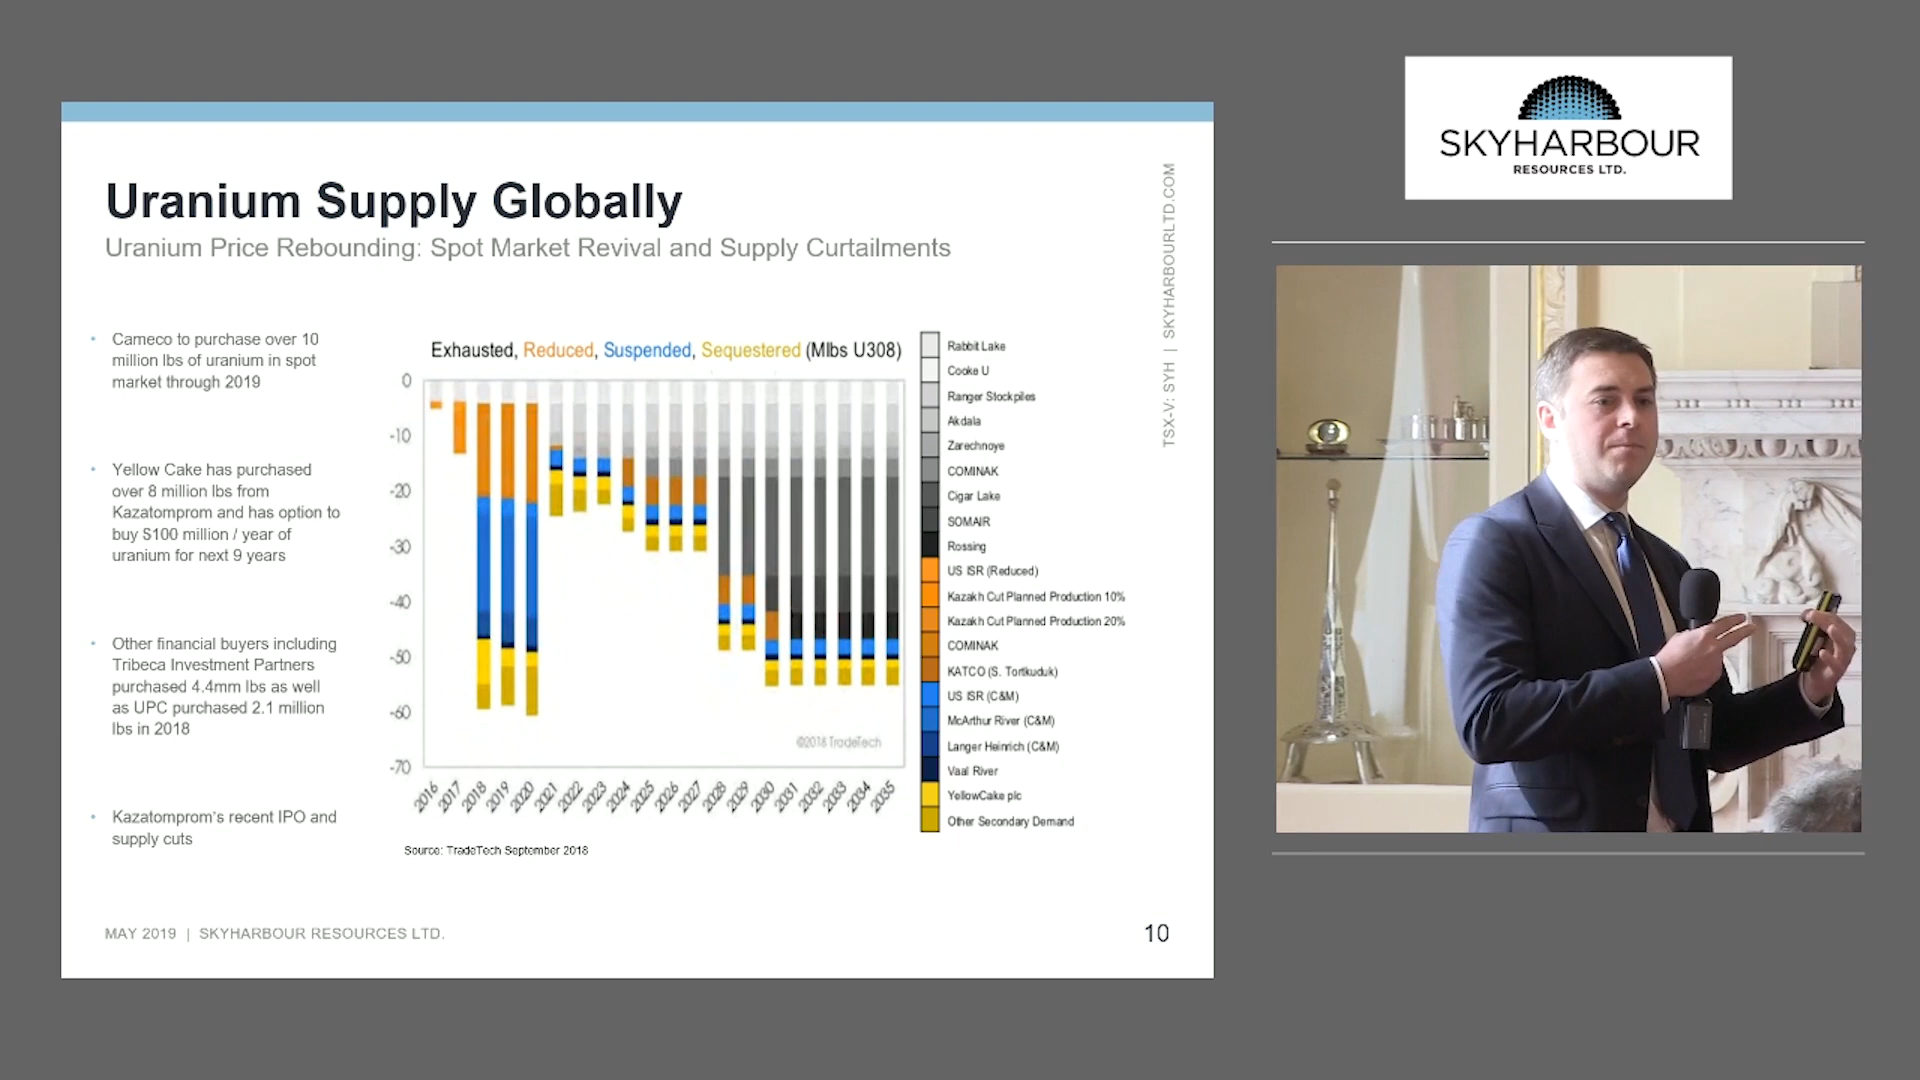 SKYHARBOUR
RESOURCES LTD.
Uranium Supply Globally
Uranium Price Rebounding: Spot Market Revival and Supply Curtailments
TSX-V: SYH | SKYHARBOURLTD.COM
• Cameco to purchase over 10
million lbs of uranium in spot
market through 2019
• Yellow Cake has purchased
over 8 million lbs from
Kazatomprom and has option to
buy $100 million / year of
uranium for next 9 years
• Other financial buyers including
Tribeca Investment Partners
purchased 4.4mm lbs as well
as UPC purchased 2.1 million
lbs in 2018
• Kazatomprom's recent IPO and
supply cuts
Exhausted, Reduced, Suspended, Sequestered (Mlbs U308)
0
-10
-20
-30
-40
-50
-60
-70
2016 2017 2018 2019 2020 2021 2022 2023 2024 2025 2026 2027 2028 2029 2030 2031 2032 2033 2034 2035
©2018 TradeTech
Rabbit Lake
Cooke U
Ranger Stockpiles
Akdala
Zarechnoye
COMINAK
Cigar Lake
SOMAIR
Rossing
US ISR (Reduced)
Kazakh Cut Planned Production 10%
Kazakh Cut Planned Production 20%
COMINAK
KATCO (S. Tortkuduk)
US ISR (C&M)
McArthur River (C&M)
Langer Heinrich (C&M)
Vaal River
YellowCake plc
Other Secondary Demand
Source: TradeTech September 2018
MAY 2019 | SKYHARBOUR RESOURCES LTD.
10